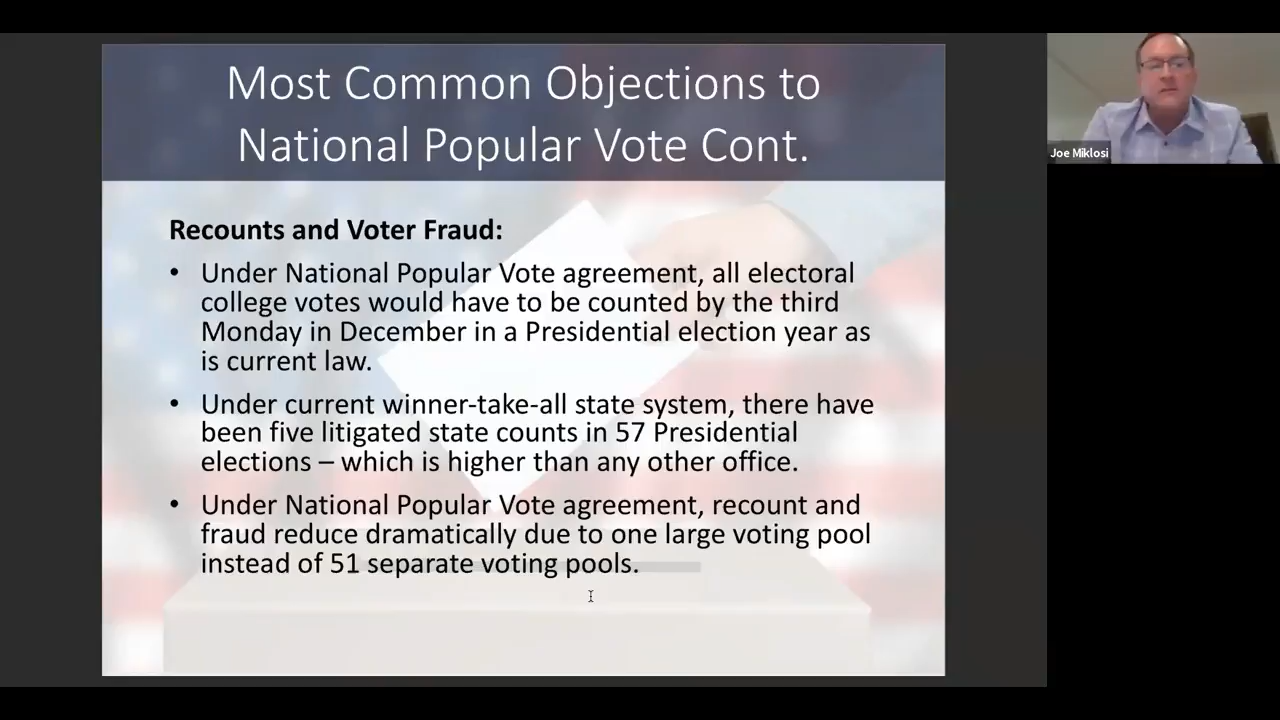 Most Common Objections to
National Popular Vote Cont.
Joe Miklosi
Recounts and Voter Fraud:
• Under National Popular Vote agreement, all electoral
college votes would have to be counted by the third
Monday in December in a Presidential election year as
is current law.
• Under current winner-take-all state system, there have
been five litigated state counts in 57 Presidential
elections – which is higher than any other office.
• Under National Popular Vote agreement, recount and
fraud reduce dramatically due to one large voting pool
instead of 51 separate voting pools.